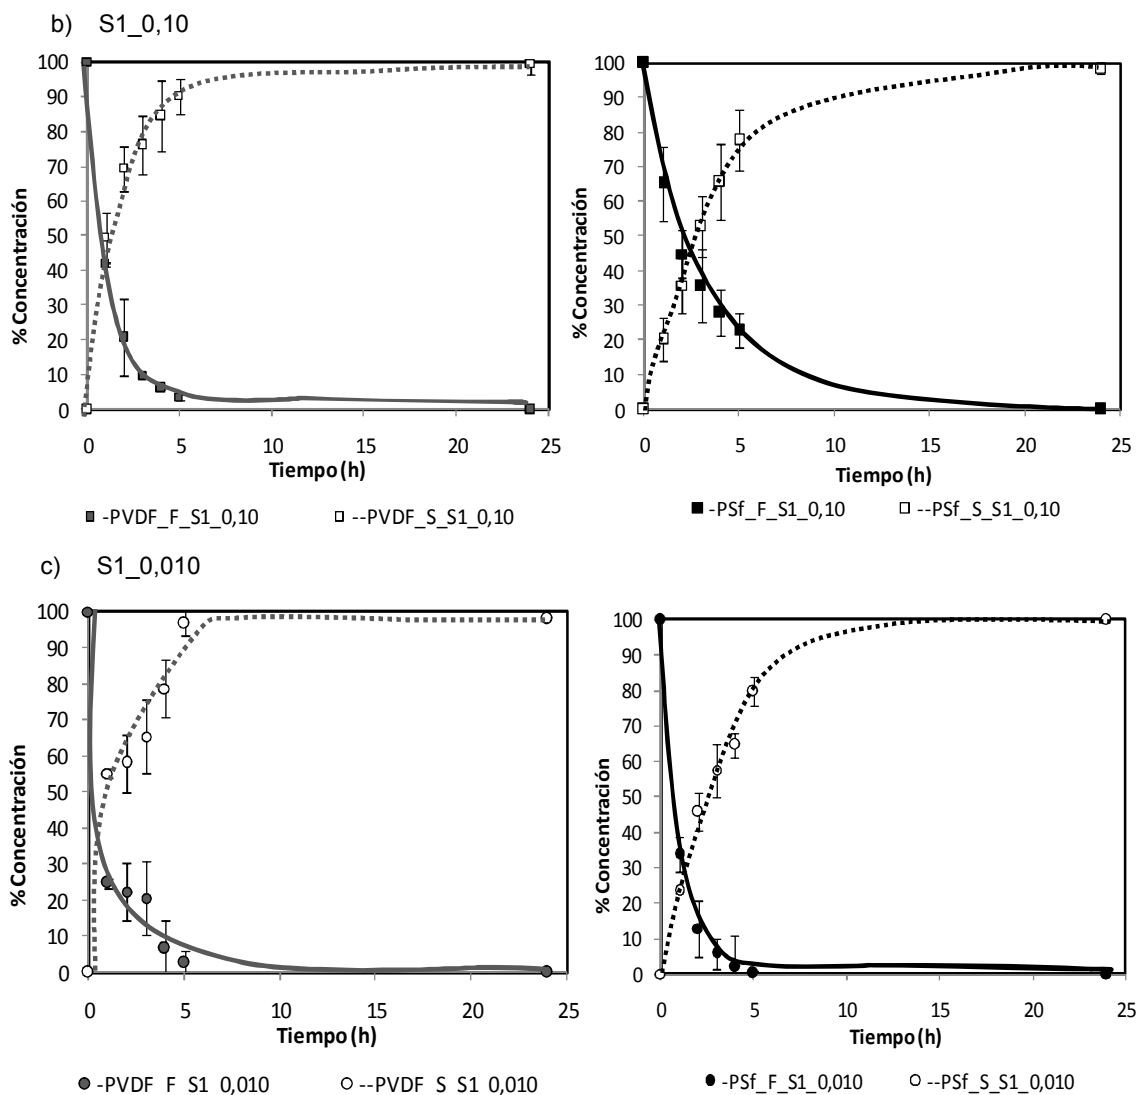 b) S1_0,10
% Concentración
100
90
80
70
60
50
40
30
20
10
0
0 5 10 15 20 25
Tiempo (h)
-PVDF_F_S1_0,10 --PVDF_S_S1_0,10
% Concentración
100
90
80
70
60
50
40
30
20
10
0
0 5 10 15 20 25
Tiempo (h)
-PSf_F_S1_0,10 --PSf_S_S1_0,10
c) S1_0,010
% Concentración
100
90
80
70
60
50
40
30
20
10
0
0 5 10 15 20 25
Tiempo (h)
-PVDF F S1 0,010 --PVDF S S1 0,010
% Concentración
100
90
80
70
60
50
40
30
20
10
0
0 5 10 15 20 25
Tiempo (h)
-PSf_F_S1_0,010 --PSf_S_S1_0,010